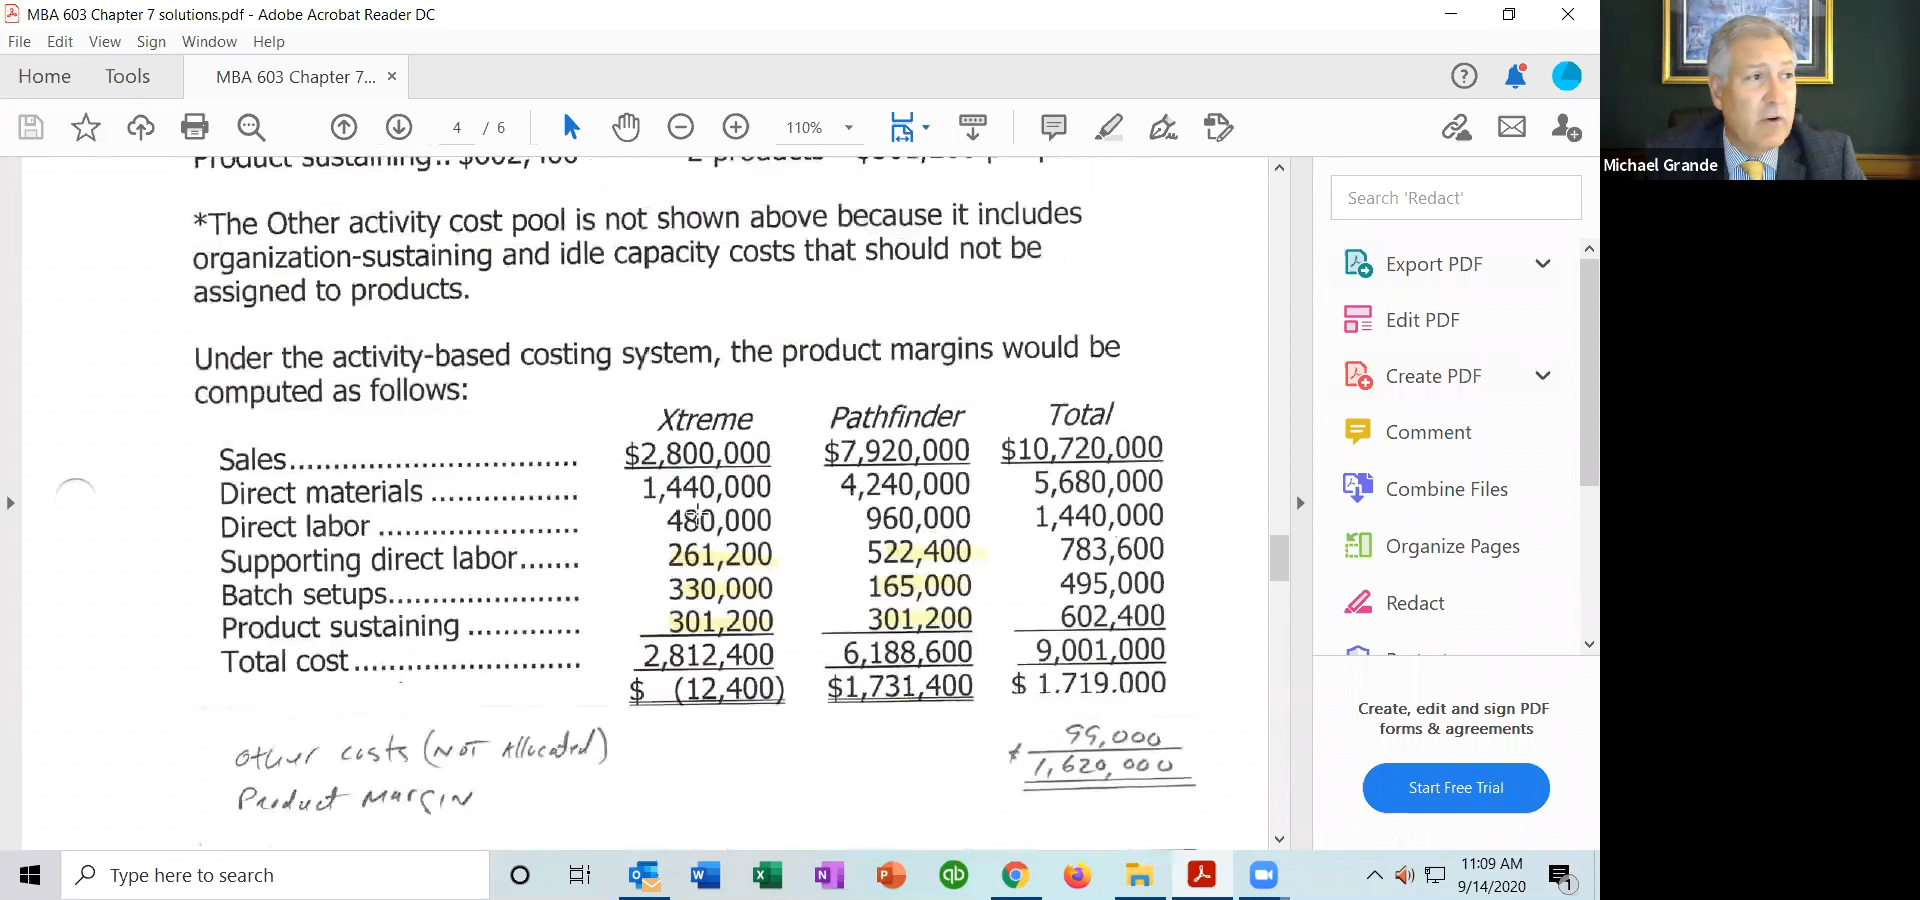 MBA 603 Chapter 7 solutions.pdf - Adobe Acrobat Reader DC
File Edit View Sign Window Help
Home Tools MBA 603 Chapter 7... ×
4 / 6 110%
Product sustaining.. $602,400 2 products
*The Other activity cost pool is not shown above because it includes
organization-sustaining and idle capacity costs that should not be
assigned to products.
Under the activity-based costing system, the product margins would be
computed as follows:
Xtreme Pathfinder Total
Sales................................. $2,800,000 $7,920,000 $10,720,000
Direct materials ................. 1,440,000 4,240,000 5,680,000
Direct labor ....................... 480,000 960,000 1,440,000
Supporting direct labor....... 261,200 522,400 783,600
Batch setups...................... 330,000 165,000 495,000
Product sustaining ............. 301,200 301,200 602,400
Total cost.......................... 2,812,400 6,188,600 9,001,000
$ (12,400) $1,731,400 $ 1,719,000
Other costs (NOT Allocated) 99,000
Product Margin $ 1,620,000
Search 'Redact'
Export PDF
Edit PDF
Create PDF
Comment
Combine Files
Organize Pages
Redact
Create, edit and sign PDF
forms & agreements
Start Free Trial
Michael Grande
Type here to search
11:09 AM
9/14/2020
1